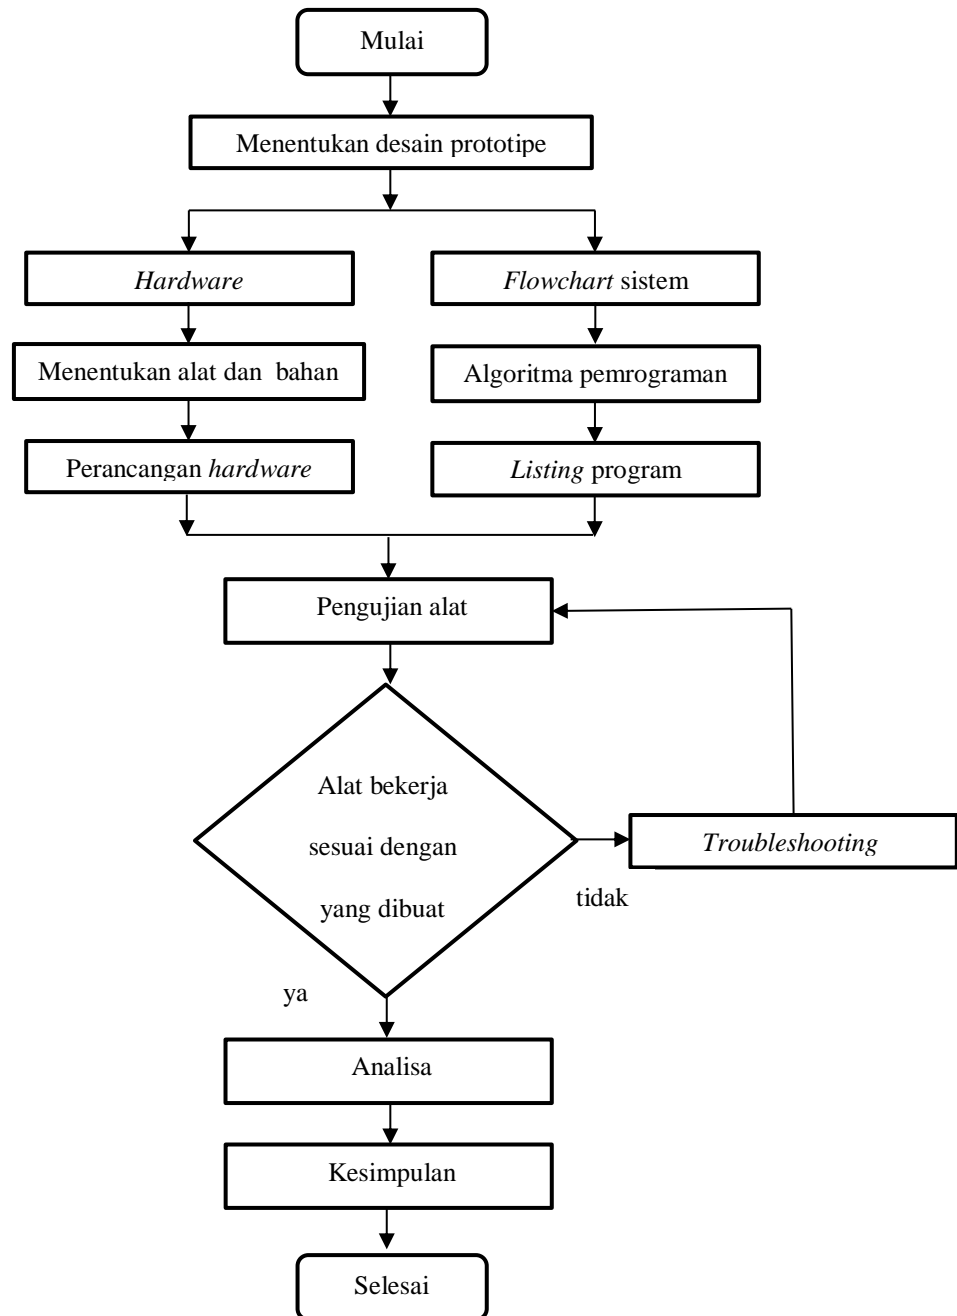 Mulai
Menentukan desain prototipe
Hardware
Flowchart sistem
Menentukan alat dan bahan
Algoritma pemrograman
Perancangan hardware
Listing program
Pengujian alat
Alat bekerja
sesuai dengan
yang dibuat
Troubleshooting
tidak
ya
Analisa
Kesimpulan
Selesai